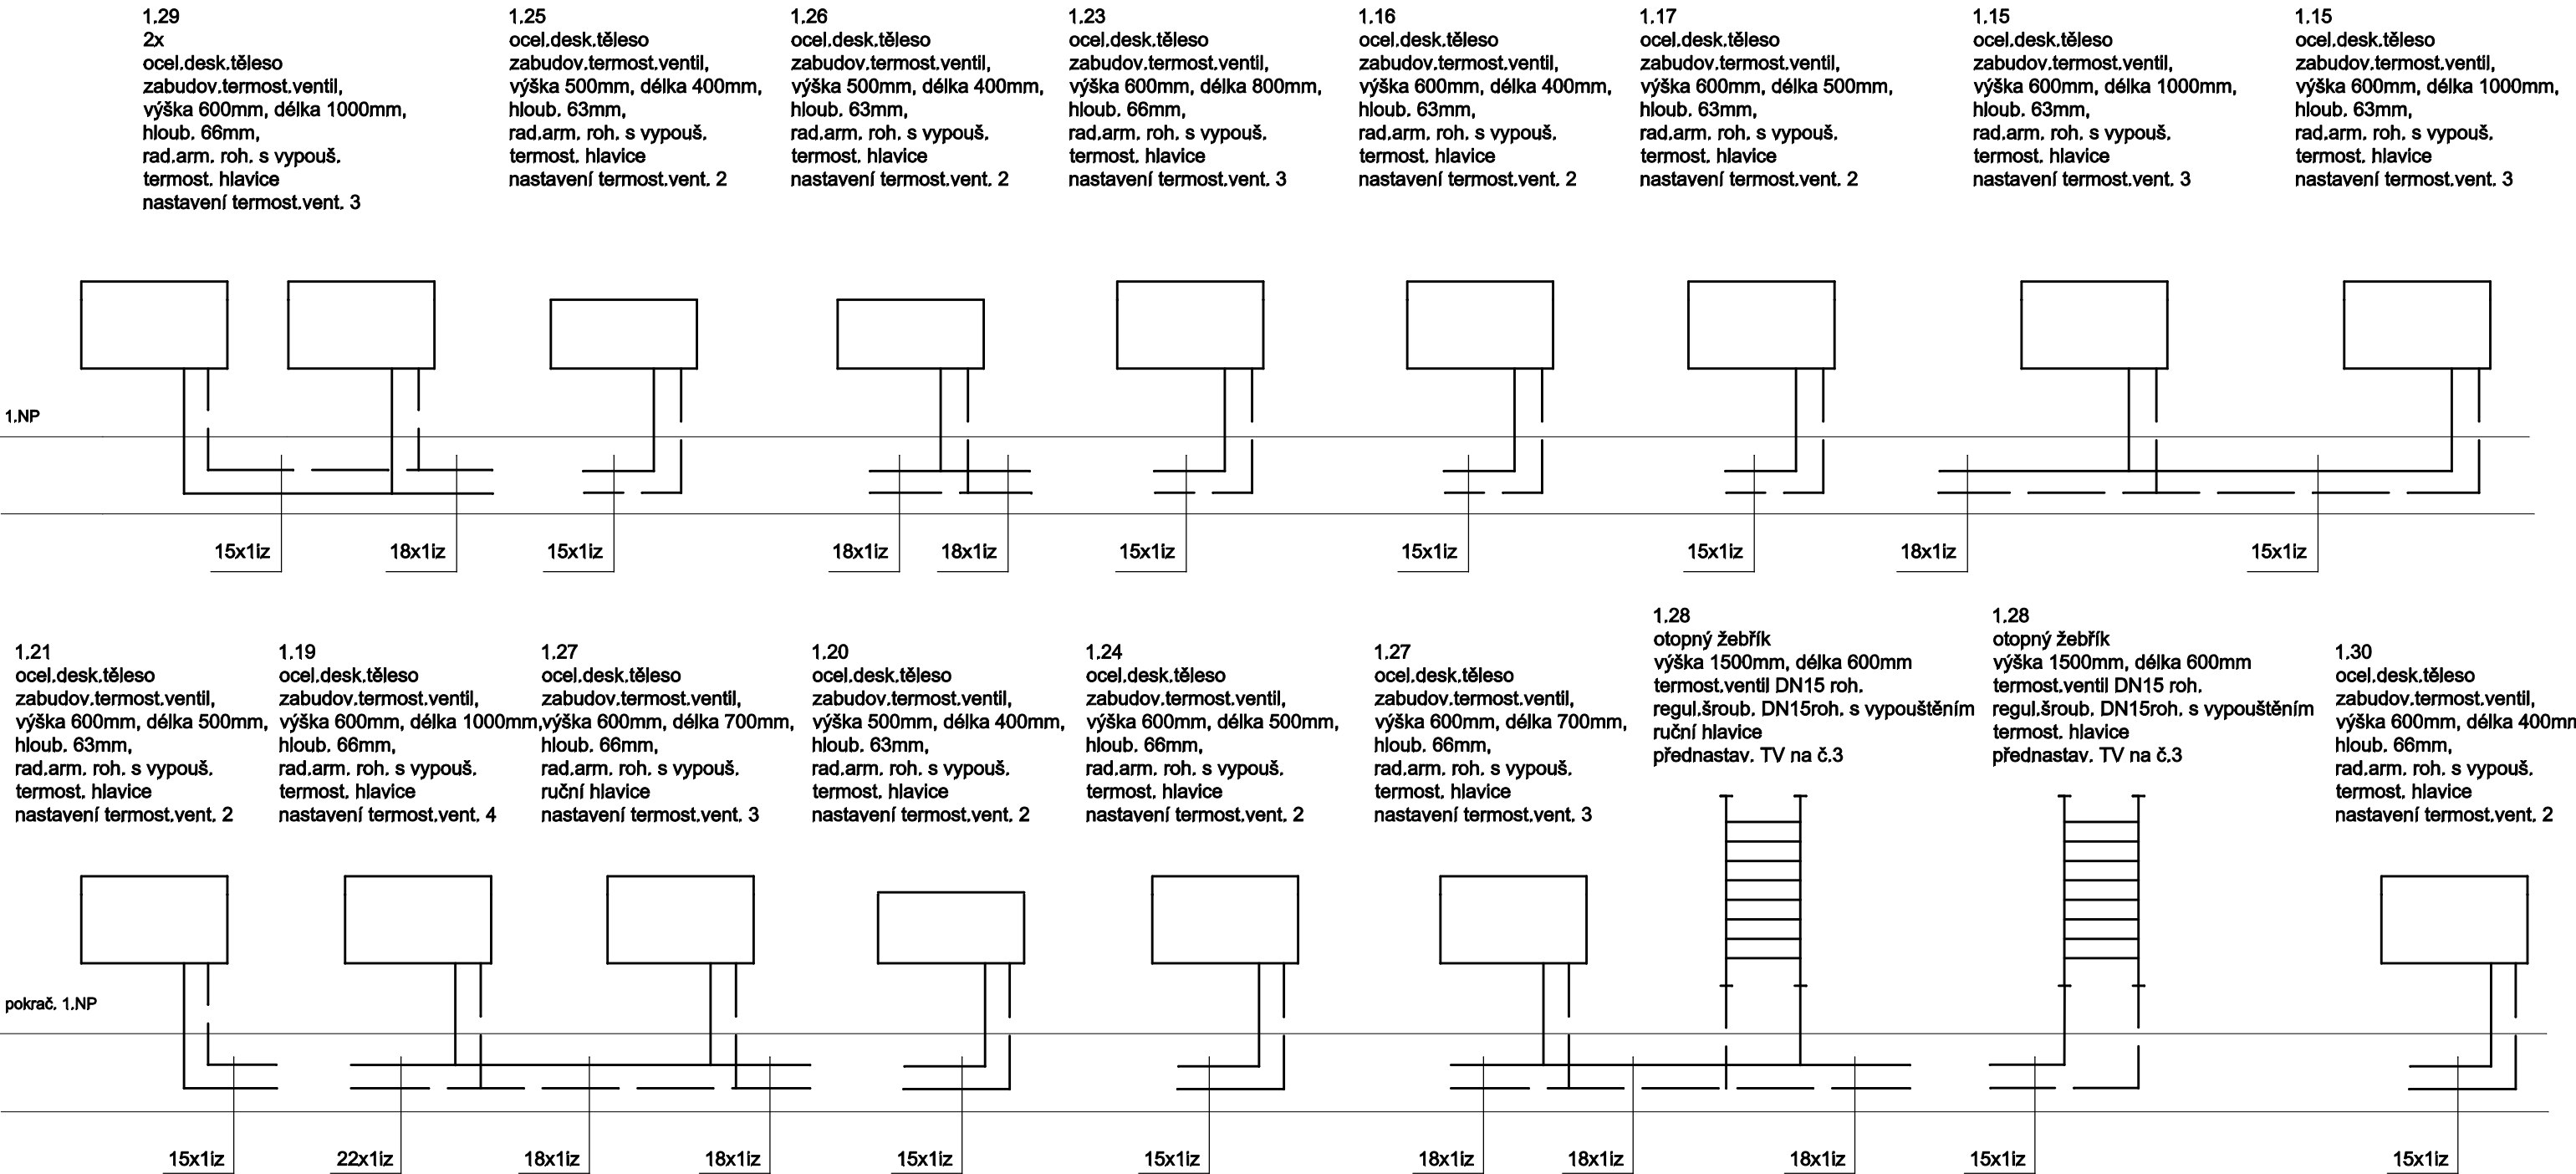 1.29
2x
ocel.desk.těleso
zabudov.termost.ventil,
výška 600mm, délka 1000mm,
hloub. 66mm,
rad.arm. roh. s vypouš.
termost. hlavice
nastavení termost.vent. 3
1.25
ocel.desk.těleso
zabudov.termost.ventil,
výška 500mm, délka 400mm,
hloub. 63mm,
rad.arm. roh. s vypouš.
termost. hlavice
nastavení termost.vent. 2
1.26
ocel.desk.těleso
zabudov.termost.ventil,
výška 500mm, délka 400mm,
hloub. 63mm,
rad.arm. roh. s vypouš.
termost. hlavice
nastavení termost.vent. 2
1.23
ocel.desk.těleso
zabudov.termost.ventil,
výška 600mm, délka 800mm,
hloub. 66mm,
rad.arm. roh. s vypouš.
termost. hlavice
nastavení termost.vent. 3
1.16
ocel.desk.těleso
zabudov.termost.ventil,
výška 600mm, délka 400mm,
hloub. 63mm,
rad.arm. roh. s vypouš.
termost. hlavice
nastavení termost.vent. 2
1.17
ocel.desk.těleso
zabudov.termost.ventil,
výška 600mm, délka 500mm,
hloub. 63mm,
rad.arm. roh. s vypouš.
termost. hlavice
nastavení termost.vent. 2
1.15
ocel.desk.těleso
zabudov.termost.ventil,
výška 600mm, délka 1000mm,
hloub. 63mm,
rad.arm. roh. s vypouš.
termost. hlavice
nastavení termost.vent. 3
1.15
ocel.desk.těleso
zabudov.termost.ventil,
výška 600mm, délka 1000mm,
hloub. 63mm,
rad.arm. roh. s vypouš.
termost. hlavice
nastavení termost.vent. 3
1.NP
15x1iz
18x1iz
15x1iz
18x1iz
18x1iz
15x1iz
15x1iz
15x1iz
18x1iz
15x1iz
1.21
ocel.desk.těleso
zabudov.termost.ventil,
výška 600mm, délka 500mm,
hloub. 63mm,
rad.arm. roh. s vypouš.
termost. hlavice
nastavení termost.vent. 2
1.19
ocel.desk.těleso
zabudov.termost.ventil,
výška 600mm, délka 1000mm,
hloub. 66mm,
rad.arm. roh. s vypouš.
termost. hlavice
nastavení termost.vent. 4
1.27
ocel.desk.těleso
zabudov.termost.ventil,
výška 600mm, délka 700mm,
hloub. 66mm,
rad.arm. roh. s vypouš.
ruční hlavice
nastavení termost.vent. 3
1.20
ocel.desk.těleso
zabudov.termost.ventil,
výška 500mm, délka 400mm,
hloub. 63mm,
rad.arm. roh. s vypouš.
termost. hlavice
nastavení termost.vent. 2
1.24
ocel.desk.těleso
zabudov.termost.ventil,
výška 600mm, délka 500mm,
hloub. 66mm,
rad.arm. roh. s vypouš.
termost. hlavice
nastavení termost.vent. 2
1.27
ocel.desk.těleso
zabudov.termost.ventil,
výška 600mm, délka 700mm,
hloub. 66mm,
rad.arm. roh. s vypouš.
termost. hlavice
nastavení termost.vent. 3
1.28
otopný žebřík
výška 1500mm, délka 600mm
termost.ventil DN15 roh.
regul.šroub. DN15roh. s vypouštěním
ruční hlavice
přednastav. TV na č.3
1.28
otopný žebřík
výška 1500mm, délka 600mm
termost.ventil DN15 roh.
regul.šroub. DN15roh. s vypouštěním
termost. hlavice
přednastav. TV na č.3
1.30
ocel.desk.těleso
zabudov.termost.ventil,
výška 600mm, délka 400mm
hloub. 66mm,
rad.arm. roh. s vypouš.
termost. hlavice
nastavení termost.vent. 2
pokrač. 1.NP
15x1iz
22x1iz
18x1iz
18x1iz
15x1iz
15x1iz
18x1iz
18x1iz
18x1iz
15x1iz
15x1iz